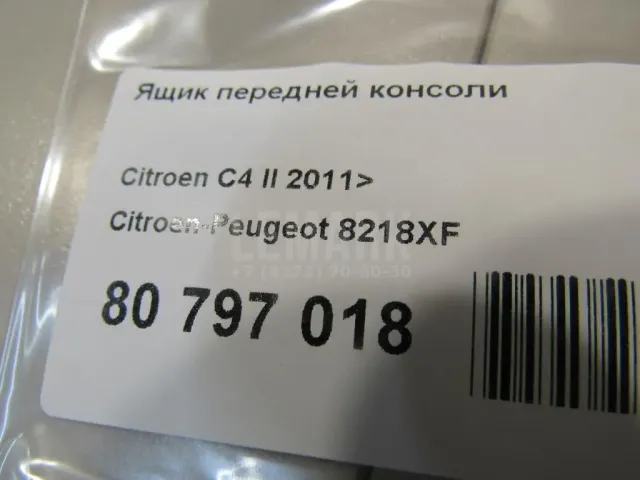 Ящик передней консоли
Citroen C4 II 2011>
Citroen-Peugeot 8218XF
80 797 018